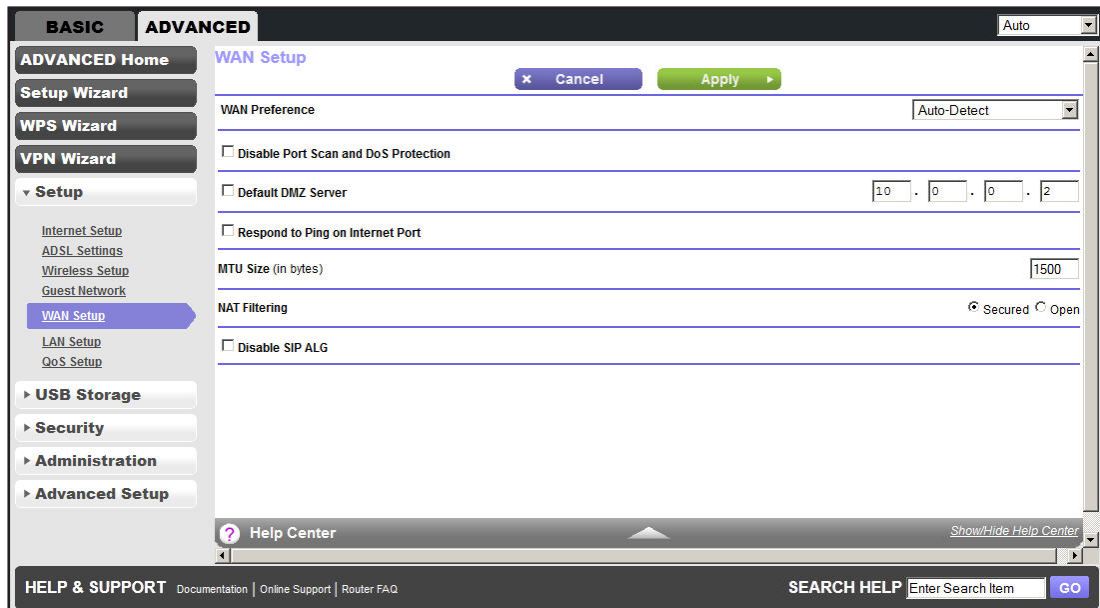 BASIC
ADVANCED
Auto
ADVANCED Home
Setup Wizard
WPS Wizard
VPN Wizard
Setup
Internet Setup
ADSL Settings
Wireless Setup
Guest Network
WAN Setup
LAN Setup
QoS Setup
USB Storage
Security
Administration
Advanced Setup
WAN Setup
Cancel
Apply
WAN Preference
Auto-Detect
Disable Port Scan and DoS Protection
Default DMZ Server
10 . 0 . 0 . 2
Respond to Ping on Internet Port
MTU Size (in bytes)
1500
NAT Filtering
Secured Open
Disable SIP ALG
? Help Center
Show/Hide Help Center
HELP & SUPPORT Documentation | Online Support | Router FAQ
SEARCH HELP Enter Search Item GO